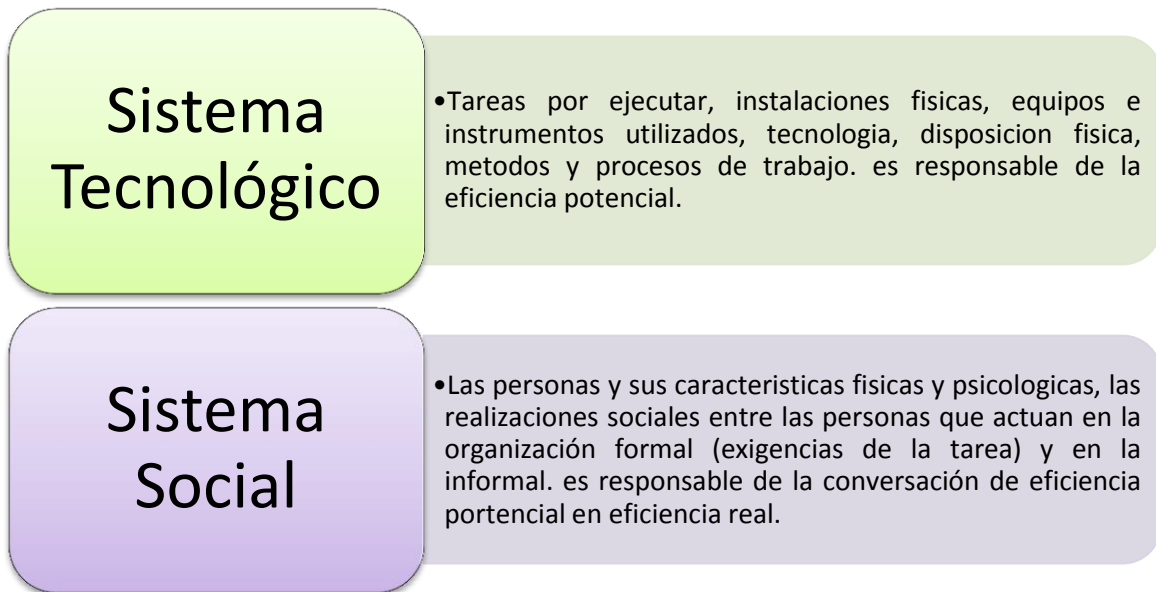 Sistema
Tecnológico
•Tareas por ejecutar, instalaciones fisicas, equipos e
instrumentos utilizados, tecnologia, disposicion fisica,
metodos y procesos de trabajo. es responsable de la
eficiencia potencial.
Sistema
Social
•Las personas y sus caracteristicas fisicas y psicologicas, las
realizaciones sociales entre las personas que actuan en la
organización formal (exigencias de la tarea) y en la
informal. es responsable de la conversación de eficiencia
portencial en eficiencia real.